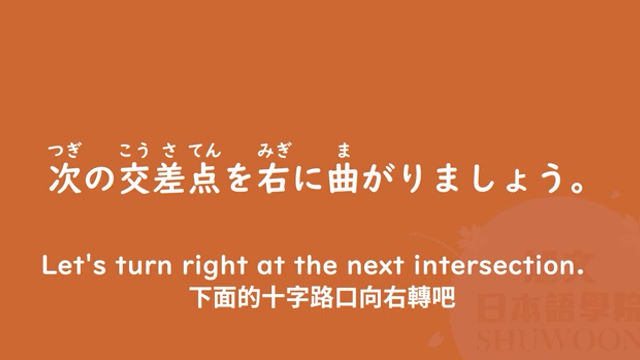 つぎ こう さ てん みぎ ま
次の交差点を右に曲がりましょう。
Let's turn right at the next intersection.
下面的十字路口向右轉吧
日本語學院
SHUWOON